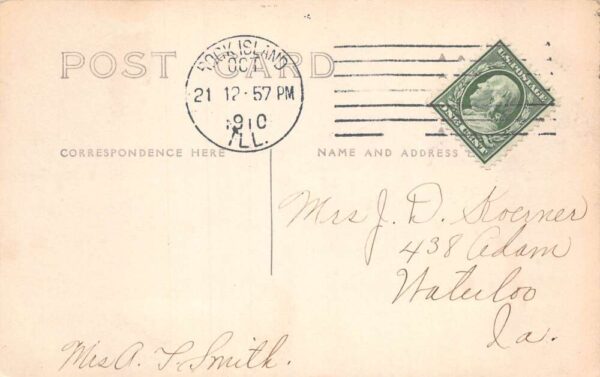 POST CARD
ROCK ISLAND
OCT
21 12-57 PM
1910
ILL.
U.S. POSTAGE
ONE CENT
CORRESPONDENCE HERE
NAME AND ADDRESS
Mrs J. D. Koerner
438 Adam
Waterloo
Ia.
Mrs A. T. Smith.